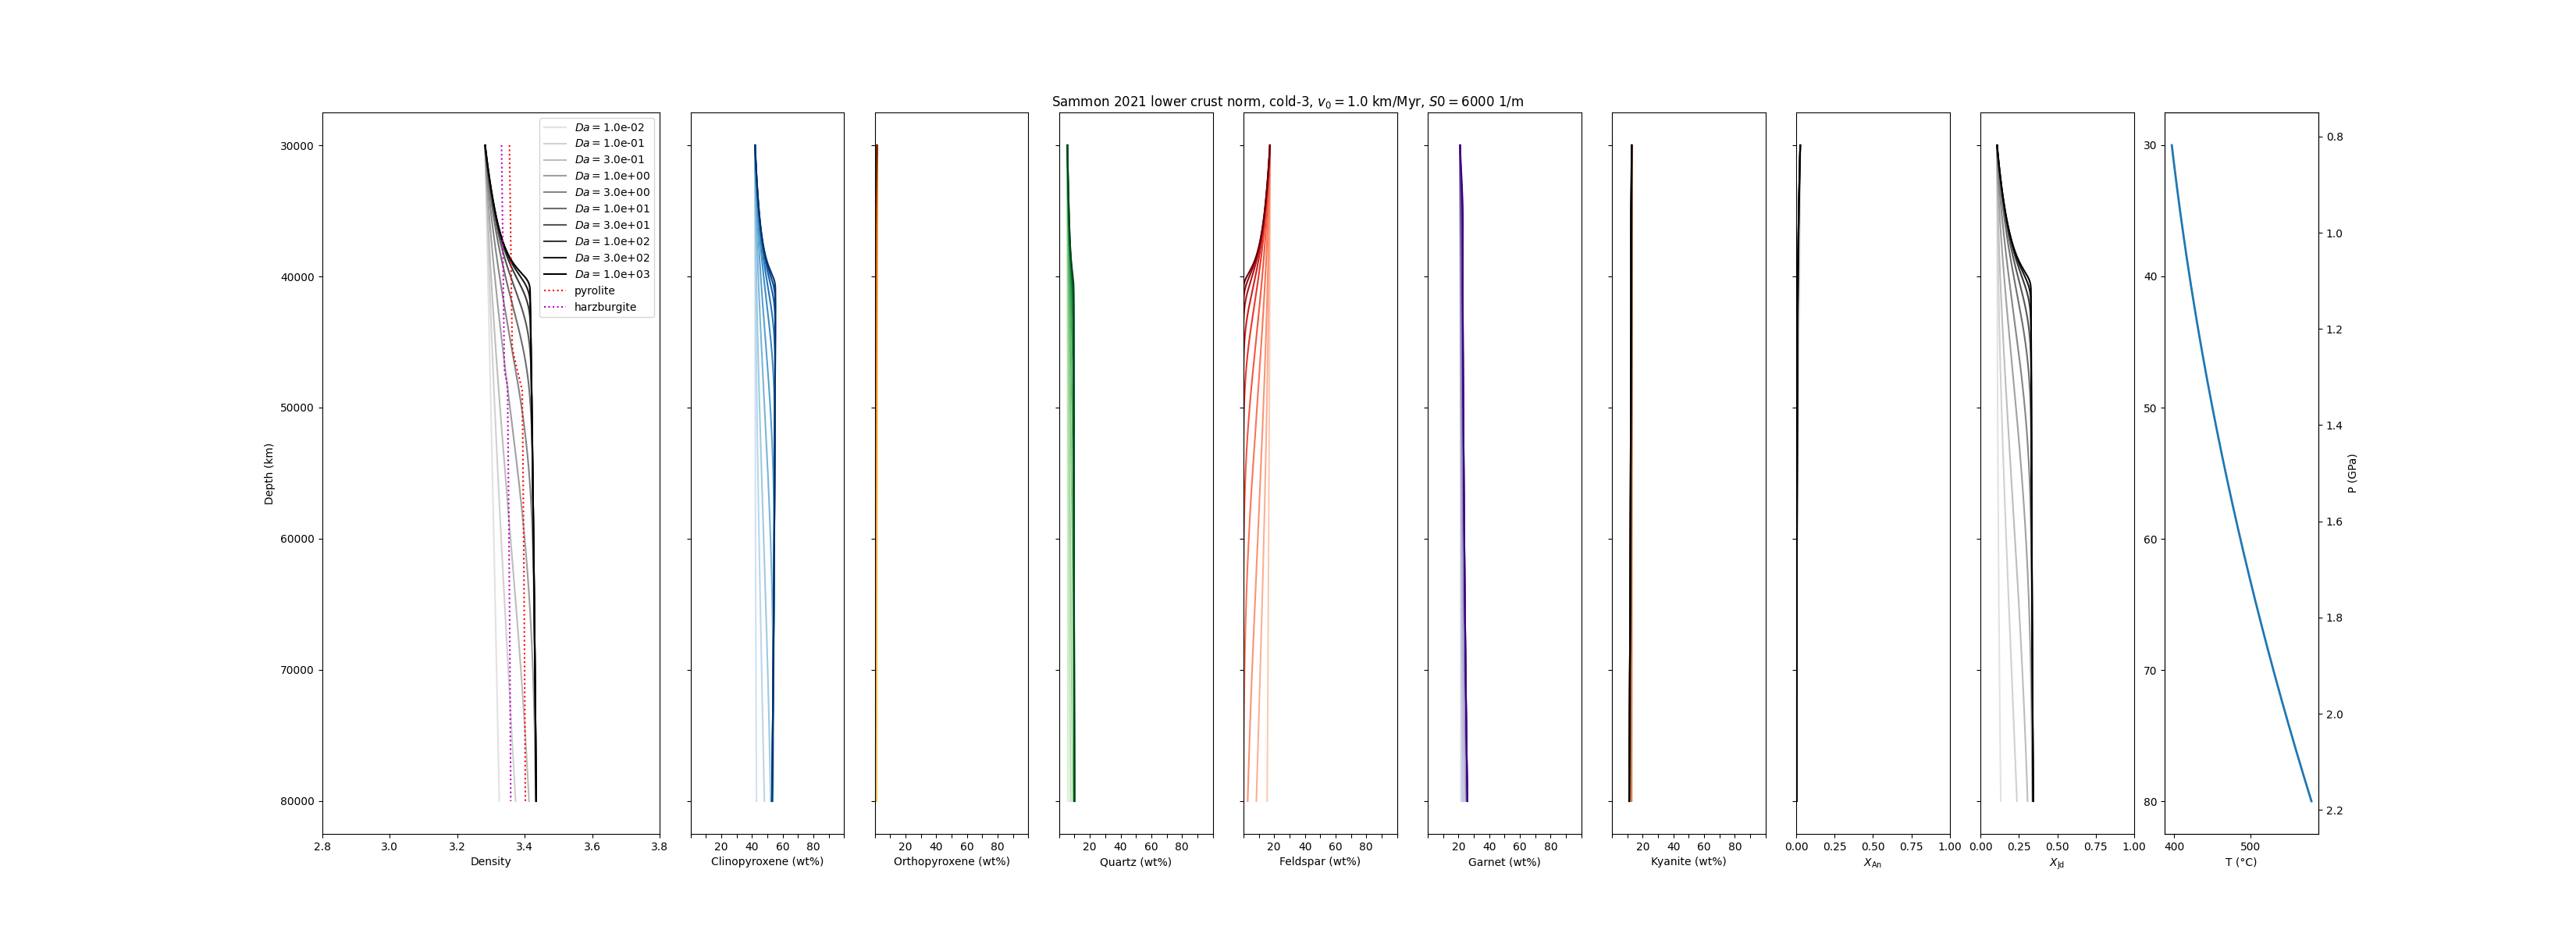 Sammon 2021 lower crust norm, cold-3, v₀ = 1.0 km/Myr, S0 = 6000 1/m
Da = 1.0e-02
Da = 1.0e-01
Da = 3.0e-01
Da = 1.0e+00
Da = 3.0e+00
Da = 1.0e+01
Da = 3.0e+01
Da = 1.0e+02
Da = 3.0e+02
Da = 1.0e+03
pyrolite
harzburgite
Depth (km)
30000
40000
50000
60000
70000
80000
2.8 3.0 3.2 3.4 3.6 3.8
Density
20 40 60 80
Clinopyroxene (wt%)
20 40 60 80
Orthopyroxene (wt%)
20 40 60 80
Quartz (wt%)
20 40 60 80
Feldspar (wt%)
20 40 60 80
Garnet (wt%)
20 40 60 80
Kyanite (wt%)
0.00 0.25 0.50 0.75 1.00
X_An
0.00 0.25 0.50 0.75 1.00
X_Jd
30
40
50
60
70
80
400 500
T (°C)
0.8
1.0
1.2
1.4
1.6
1.8
2.0
2.2
P (GPa)